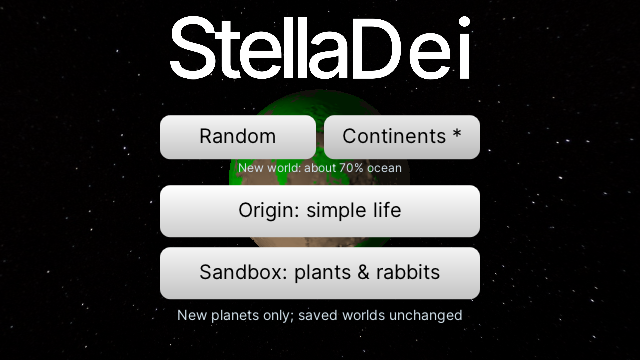 StellaDei
Random
Continents *
New world: about 70% ocean
Origin: simple life
Sandbox: plants & rabbits
New planets only; saved worlds unchanged